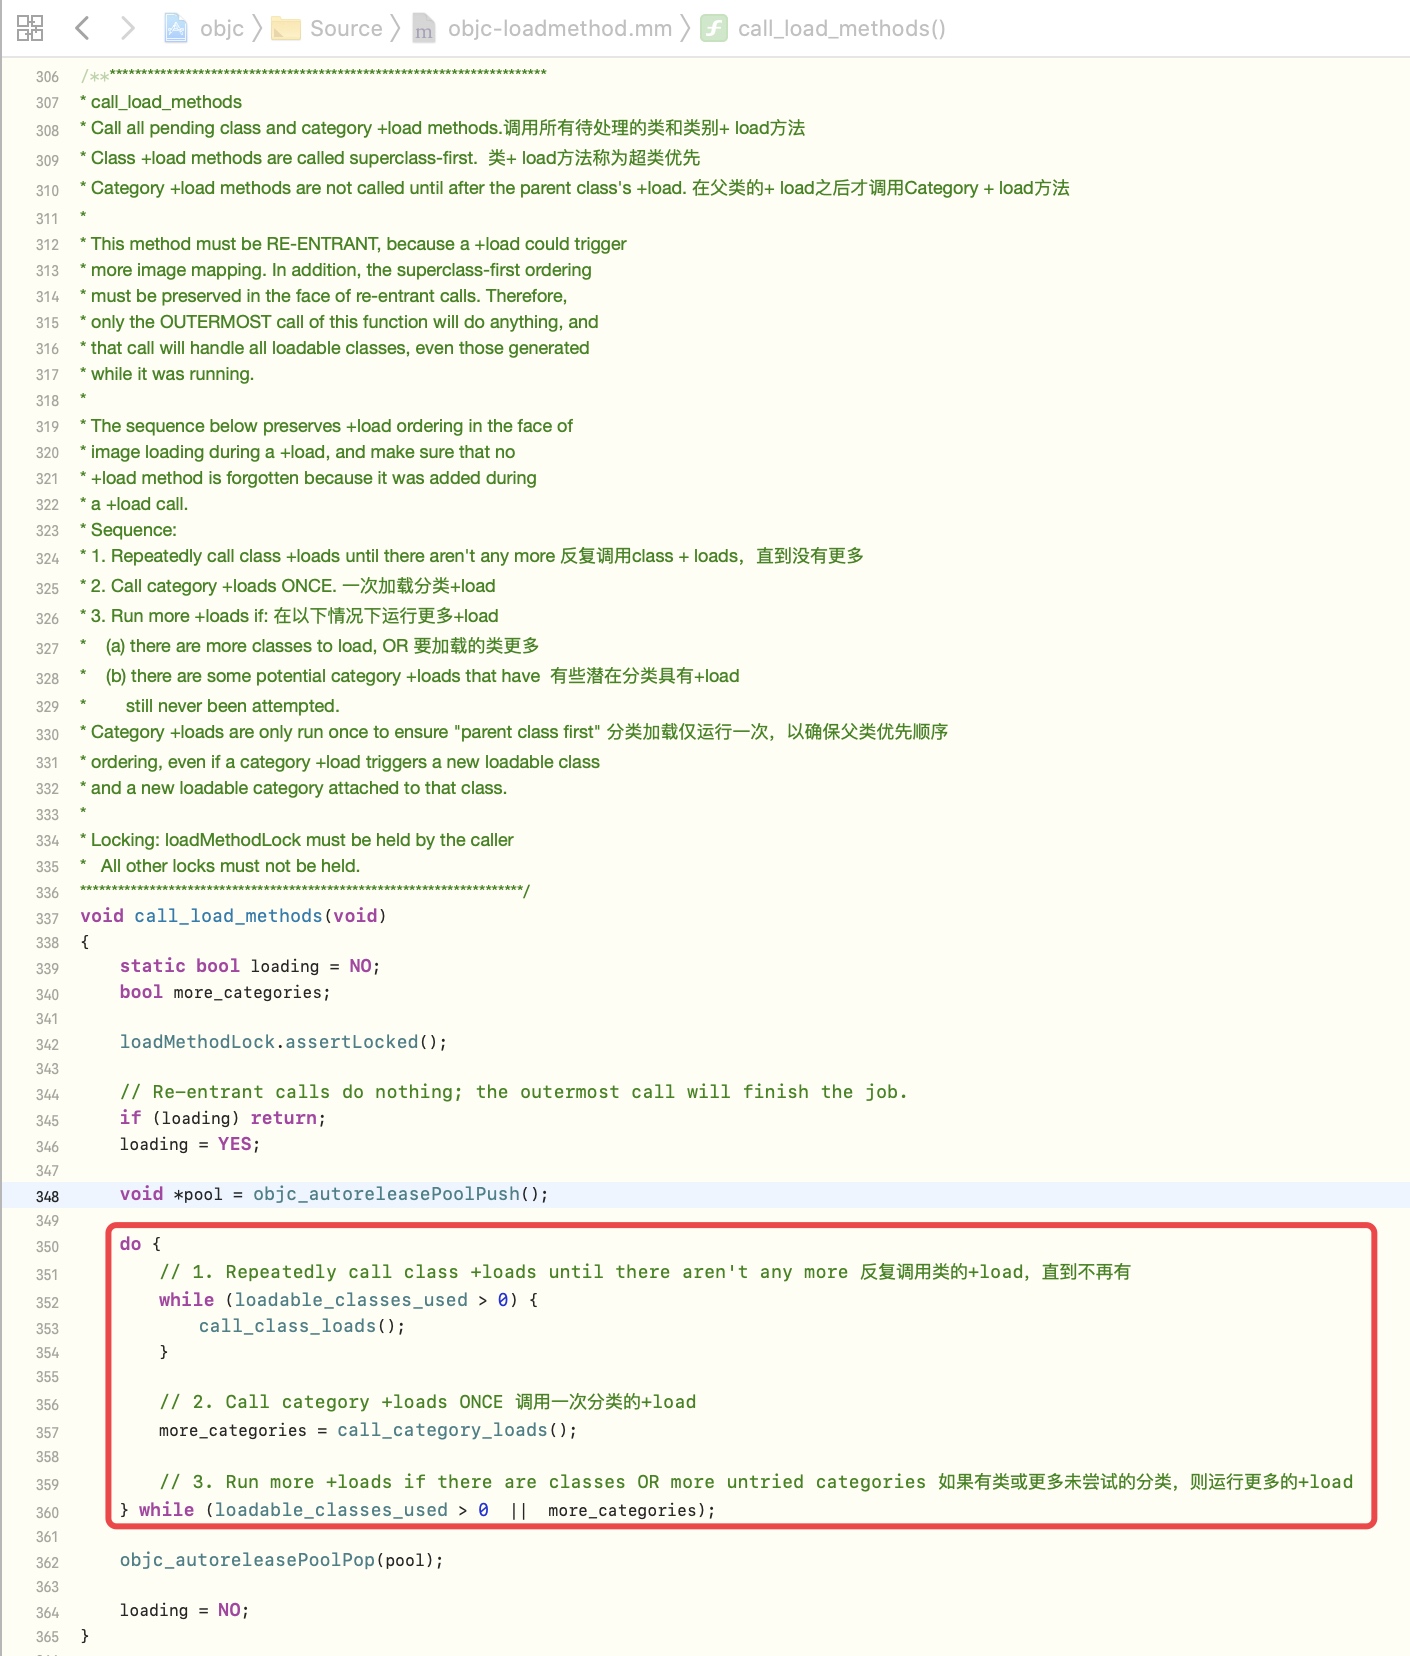 objc Source objc-loadmethod.mm call_load_methods()
306 /**********************************************************************
307 * call_load_methods
308 * Call all pending class and category +load methods.调用所有待处理的类和类别+ load方法
309 * Class +load methods are called superclass-first. 类+ load方法称为超类优先
310 * Category +load methods are not called until after the parent class's +load. 在父类的+ load之后才调用Category + load方法
311 *
312 * This method must be RE-ENTRANT, because a +load could trigger
313 * more image mapping. In addition, the superclass-first ordering
314 * must be preserved in the face of re-entrant calls. Therefore,
315 * only the OUTERMOST call of this function will do anything, and
316 * that call will handle all loadable classes, even those generated
317 * while it was running.
318 *
319 * The sequence below preserves +load ordering in the face of
320 * image loading during a +load, and make sure that no
321 * +load method is forgotten because it was added during
322 * a +load call.
323 * Sequence:
324 * 1. Repeatedly call class +loads until there aren't any more 反复调用class + loads，直到没有更多
325 * 2. Call category +loads ONCE. 一次加载分类+load
326 * 3. Run more +loads if: 在以下情况下运行更多+load
327 * (a) there are more classes to load, OR 要加载的类更多
328 * (b) there are some potential category +loads that have 有些潜在分类具有+load
329 * still never been attempted.
330 * Category +loads are only run once to ensure "parent class first" 分类加载仅运行一次，以确保父类优先顺序
331 * ordering, even if a category +load triggers a new loadable class
332 * and a new loadable category attached to that class.
333 *
334 * Locking: loadMethodLock must be held by the caller
335 * All other locks must not be held.
336 **********************************************************************/
337 void call_load_methods(void)
338 {
339 static bool loading = NO;
340 bool more_categories;
341
342 loadMethodLock.assertLocked();
343
344 // Re-entrant calls do nothing; the outermost call will finish the job.
345 if (loading) return;
346 loading = YES;
347
348 void *pool = objc_autoreleasePoolPush();
349
350 do {
351 // 1. Repeatedly call class +loads until there aren't any more 反复调用类的+load，直到不再有
352 while (loadable_classes_used > 0) {
353 call_class_loads();
354 }
355
356 // 2. Call category +loads ONCE 调用一次分类的+load
357 more_categories = call_category_loads();
358
359 // 3. Run more +loads if there are classes OR more untried categories 如果有类或更多未尝试的分类，则运行更多的+load
360 } while (loadable_classes_used > 0 || more_categories);
361
362 objc_autoreleasePoolPop(pool);
363
364 loading = NO;
365 }